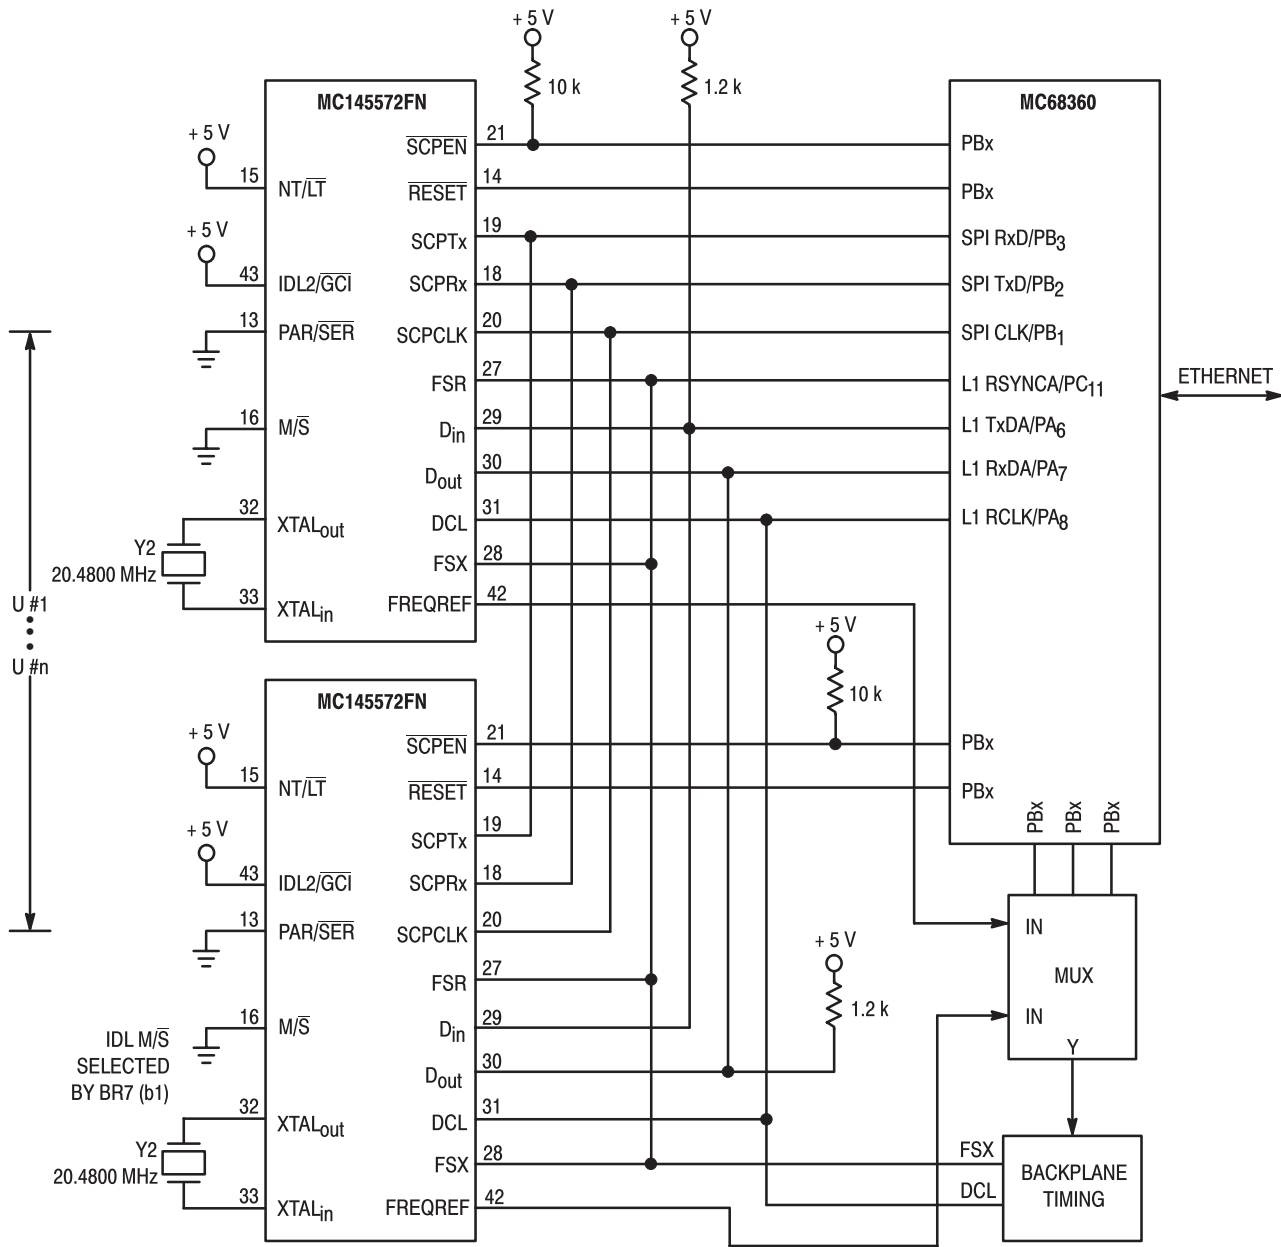 + 5 V
+ 5 V
10 k
1.2 k
MC145572FN
MC68360
+ 5 V
15
NT/LT
SCPEN
21
PBx
RESET
14
PBx
+ 5 V
43
IDL2/GCI
SCPTx
19
SPI RxD/PB3
SCPRx
18
SPI TxD/PB2
13
PAR/SER
SCPCLK
20
SPI CLK/PB1
FSR
27
L1 RSYNCA/PC11
ETHERNET
16
M/S
Din
29
L1 TxDA/PA6
Dout
30
L1 RxDA/PA7
32
XTALout
DCL
31
L1 RCLK/PA8
Y2
20.4800 MHz
FSX
28
33
XTALin
FREQREF
42
U #1
U #n
+ 5 V
10 k
MC145572FN
+ 5 V
15
NT/LT
SCPEN
21
PBx
RESET
14
PBx
+ 5 V
43
IDL2/GCI
SCPTx
19
SCPRx
18
PBx
PBx
PBx
13
PAR/SER
SCPCLK
20
IN
MUX
IN
Y
FSR
27
+ 5 V
1.2 k
16
M/S
Din
29
IDL M/S
SELECTED
BY BR7 (b1)
Dout
30
32
XTALout
DCL
31
Y2
20.4800 MHz
FSX
28
FSX
DCL
BACKPLANE
TIMING
33
XTALin
FREQREF
42